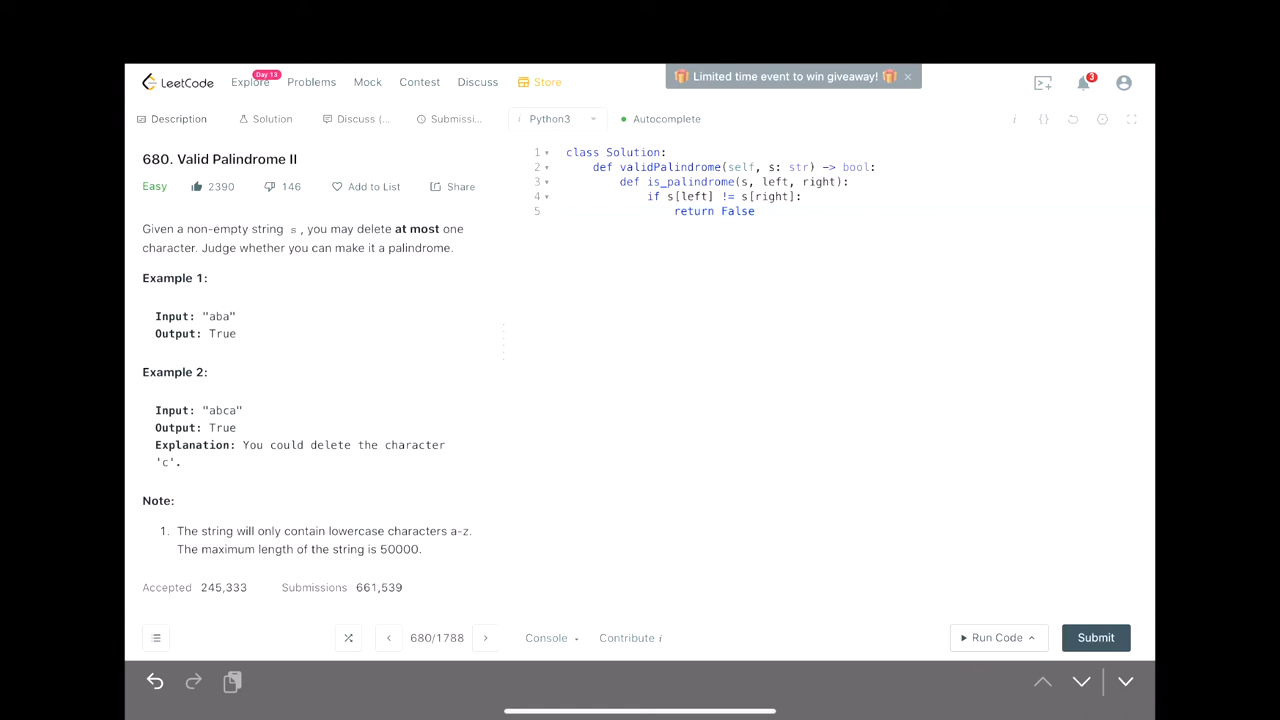 LeetCode Explore Day 13 Problems Mock Contest Discuss Store Limited time event to win giveaway! × 3
Description Solution Discuss (... Submissi... i Python3 Autocomplete i {}
680. Valid Palindrome II
Easy 2390 146 Add to List Share
Given a non-empty string s, you may delete at most one
character. Judge whether you can make it a palindrome.
Example 1:
Input: "aba"
Output: True
Example 2:
Input: "abca"
Output: True
Explanation: You could delete the character
'c'.
Note:
1. The string will only contain lowercase characters a-z.
The maximum length of the string is 50000.
Accepted 245,333 Submissions 661,539
680/1788
1 class Solution:
2 def validPalindrome(self, s: str) -> bool:
3 def is_palindrome(s, left, right):
4 if s[left] != s[right]:
5 return False
Console Contribute i Run Code Submit